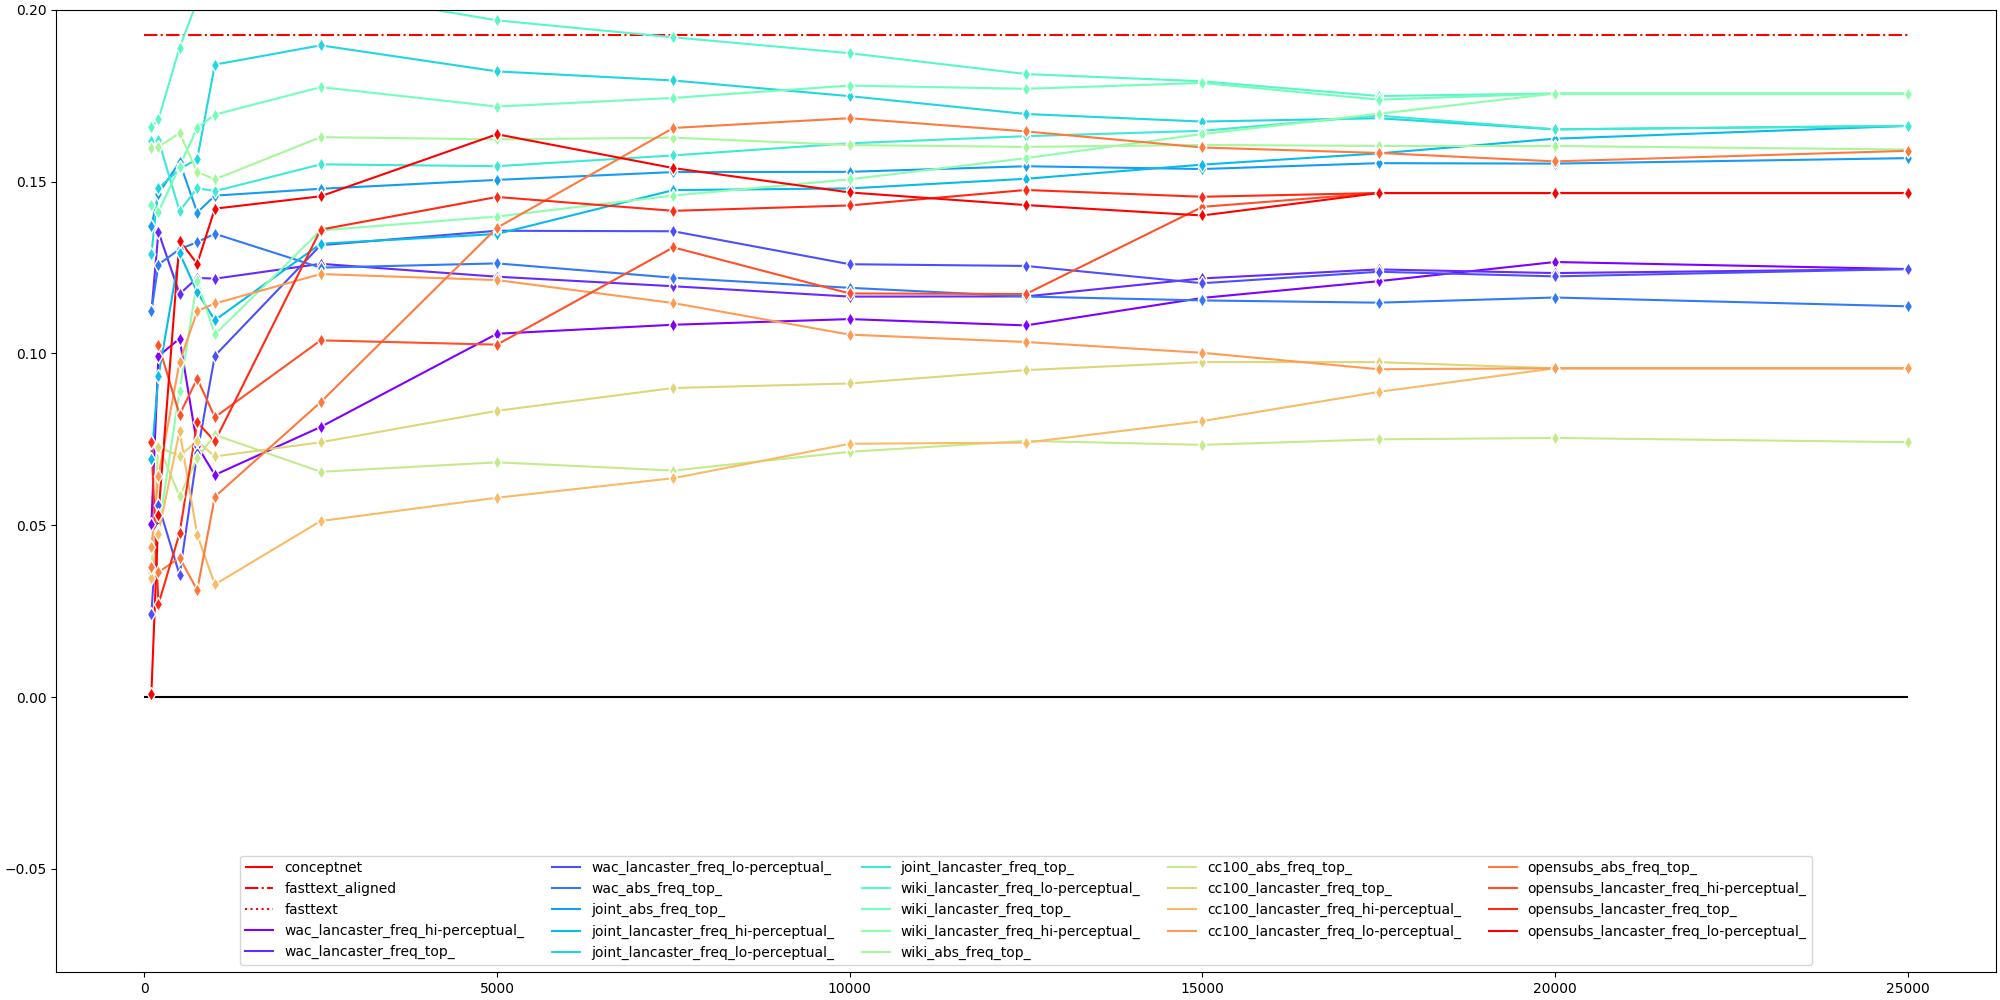 0.20
0.15
0.10
0.05
0.00
−0.05
0 5000 10000 15000 20000 25000
conceptnet
fasttext_aligned
fasttext
wac_lancaster_freq_hi-perceptual_
wac_lancaster_freq_top_
wac_lancaster_freq_lo-perceptual_
wac_abs_freq_top_
joint_abs_freq_top_
joint_lancaster_freq_hi-perceptual_
joint_lancaster_freq_lo-perceptual_
joint_lancaster_freq_top_
wiki_lancaster_freq_lo-perceptual_
wiki_lancaster_freq_top_
wiki_lancaster_freq_hi-perceptual_
wiki_abs_freq_top_
cc100_abs_freq_top_
cc100_lancaster_freq_top_
cc100_lancaster_freq_hi-perceptual_
cc100_lancaster_freq_lo-perceptual_
opensubs_abs_freq_top_
opensubs_lancaster_freq_hi-perceptual_
opensubs_lancaster_freq_top_
opensubs_lancaster_freq_lo-perceptual_